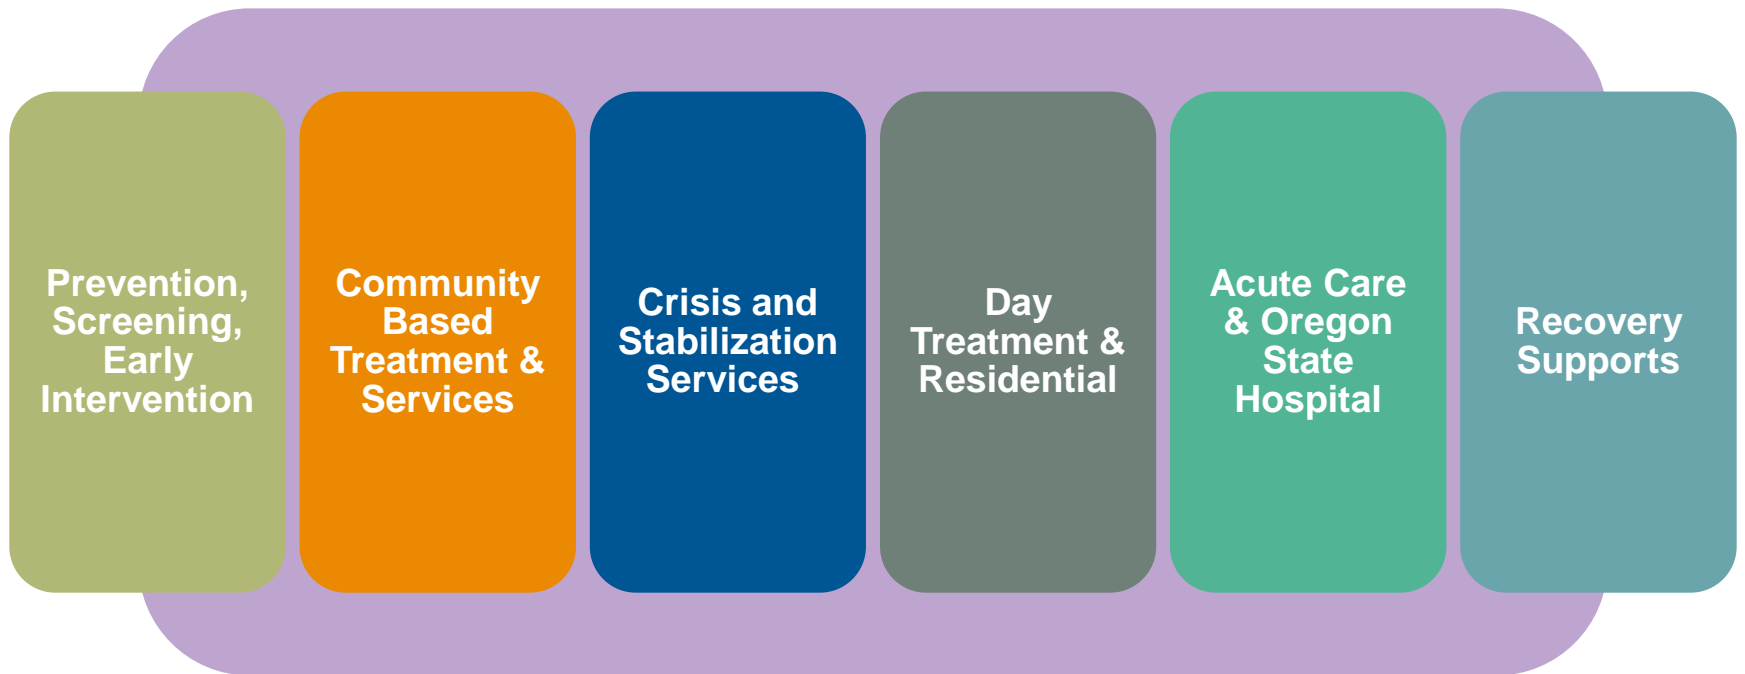 Prevention,
Screening,
Early
Intervention
Community
Based
Treatment &
Services
Crisis and
Stabilization
Services
Day
Treatment &
Residential
Acute Care
& Oregon
State
Hospital
Recovery
Supports